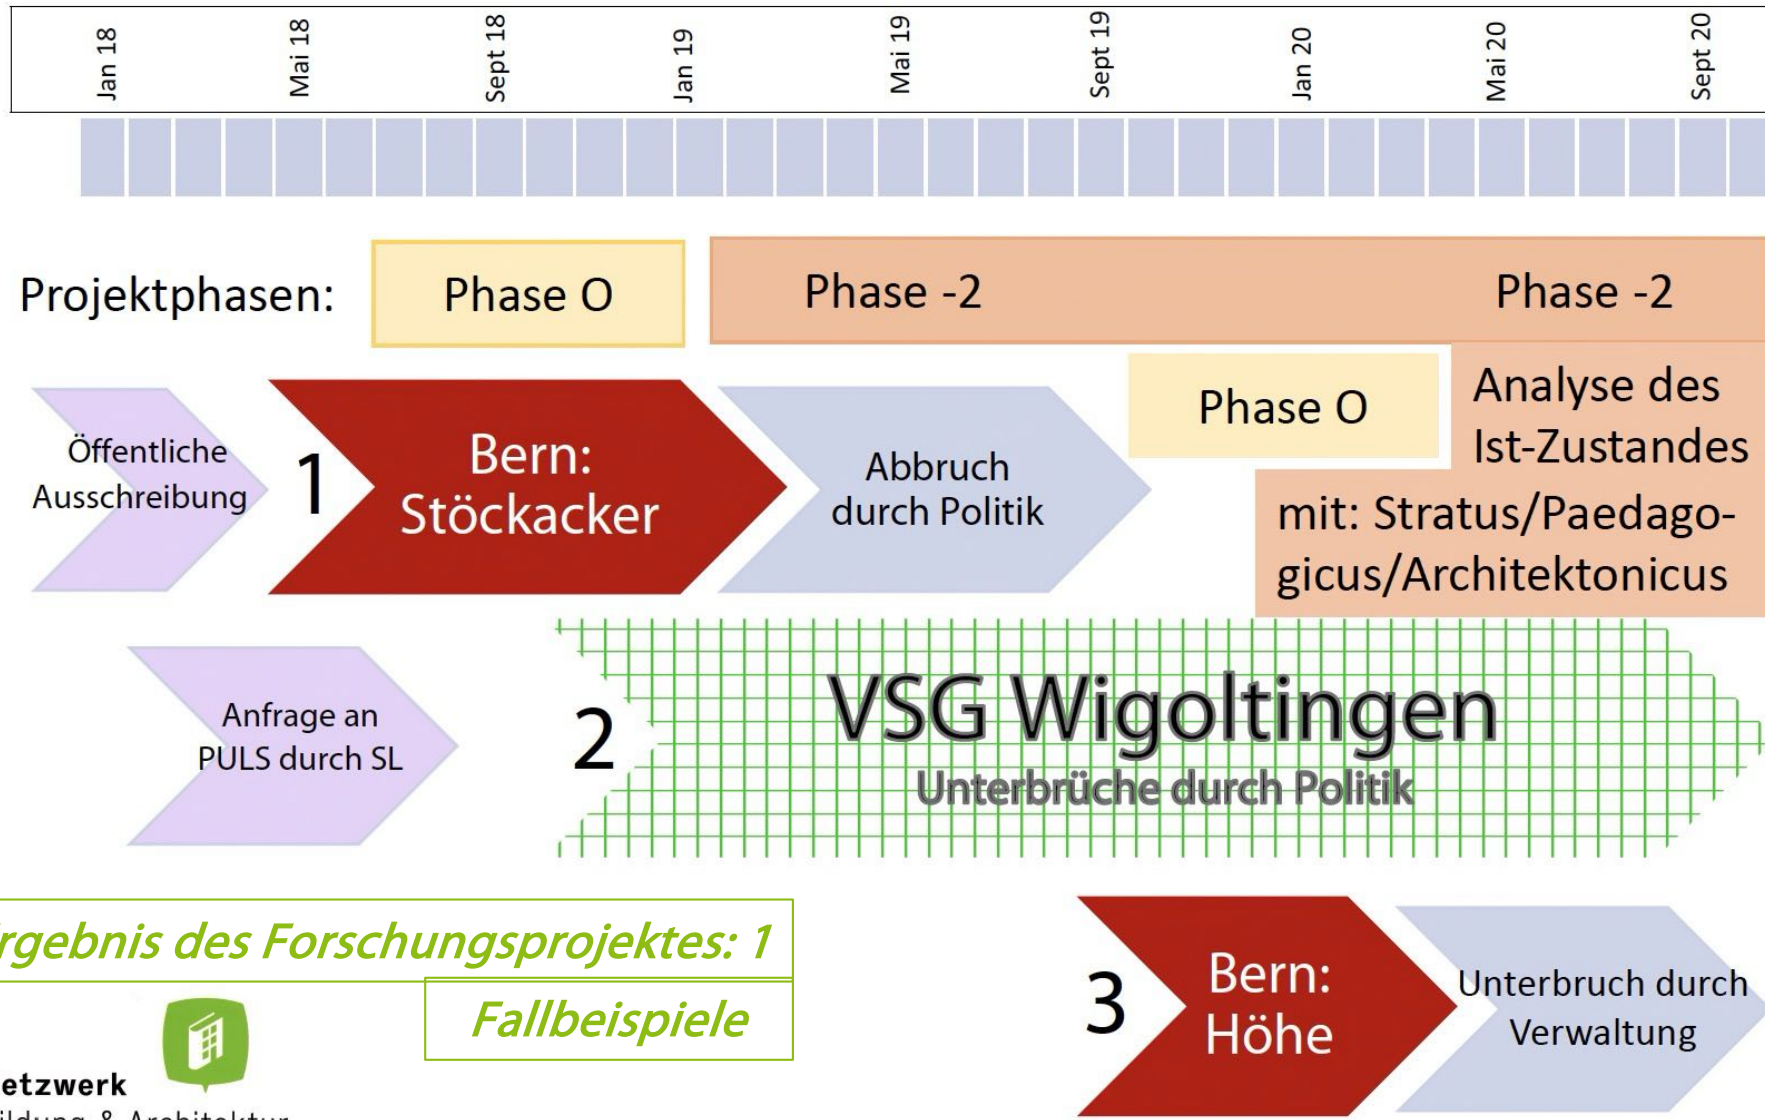 Jan 18
Mai 18
Sept 18
Jan 19
Mai 19
Sept 19
Jan 20
Mai 20
Sept 20
Projektphasen:
Phase O
Phase -2
Phase -2
Phase O
Analyse des
Ist-Zustandes
mit: Stratus/Paedago-
gicus/Architektonicus
Öffentliche
Ausschreibung
1
Bern:
Stöckacker
Abbruch
durch Politik
Anfrage an
PULS durch SL
2
VSG Wigoltingen
Unterbrüche durch Politik
rgebnis des Forschungsprojektes: 1
Fallbeispiele
3
Bern:
Höhe
Unterbruch durch
Verwaltung
etzwerk
ildung & Architektur